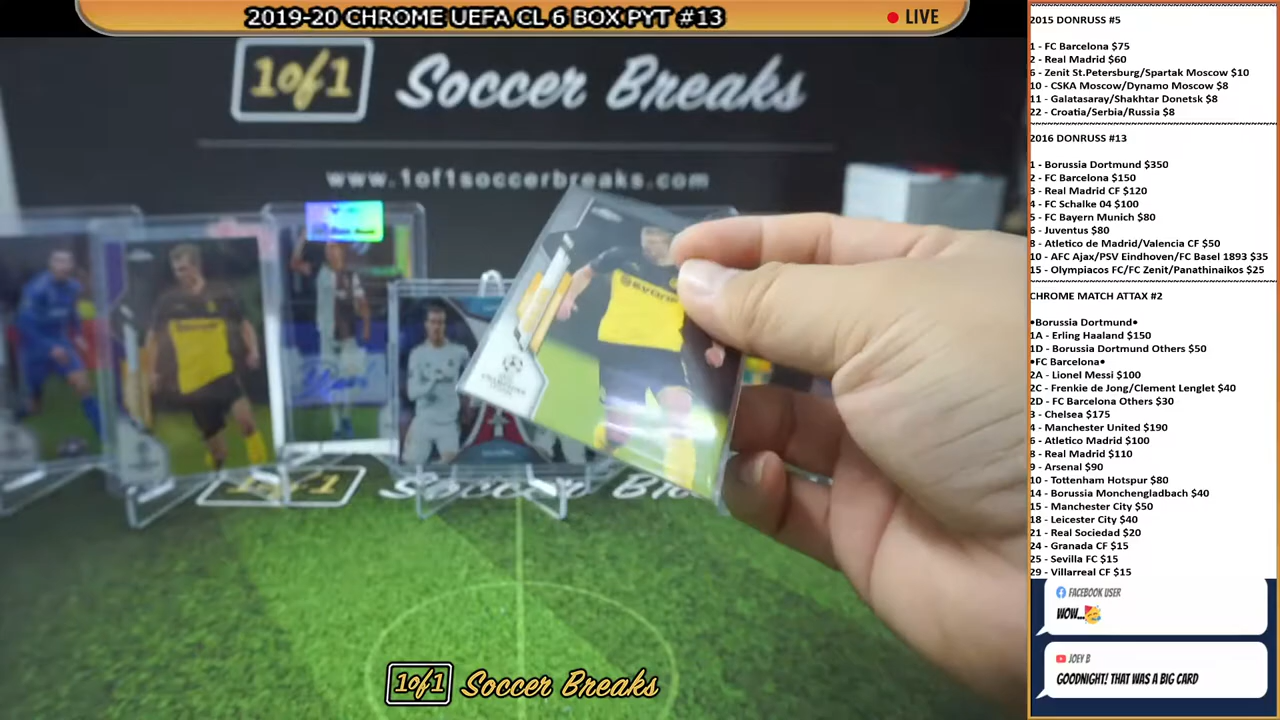 2019-20 CHROME UEFA CL 6 BOX PYT #13
LIVE
1of1 Soccer Breaks
www.1of1soccerbreaks.com
1of1 Soccer Breaks
2015 DONRUSS #5
1 - FC Barcelona $75
2 - Real Madrid $60
6 - Zenit St.Petersburg/Spartak Moscow $10
10 - CSKA Moscow/Dynamo Moscow $8
11 - Galatasaray/Shakhtar Donetsk $8
22 - Croatia/Serbia/Russia $8
2016 DONRUSS #13
1 - Borussia Dortmund $350
2 - FC Barcelona $150
3 - Real Madrid CF $120
4 - FC Schalke 04 $100
5 - FC Bayern Munich $80
6 - Juventus $80
8 - Atletico de Madrid/Valencia CF $50
10 - AFC Ajax/PSV Eindhoven/FC Basel 1893 $35
15 - Olympiacos FC/FC Zenit/Panathinaikos $25
CHROME MATCH ATTAX #2
•Borussia Dortmund•
1A - Erling Haaland $150
1D - Borussia Dortmund Others $50
•FC Barcelona•
2A - Lionel Messi $100
2C - Frenkie de Jong/Clement Lenglet $40
2D - FC Barcelona Others $30
3 - Chelsea $175
4 - Manchester United $190
6 - Atletico Madrid $100
8 - Real Madrid $110
9 - Arsenal $90
10 - Tottenham Hotspur $80
14 - Borussia Monchengladbach $40
15 - Manchester City $50
18 - Leicester City $40
21 - Real Sociedad $20
24 - Granada CF $15
25 - Sevilla FC $15
29 - Villarreal CF $15
FACEBOOK USER
WOW...🥳
JOEY B
GOODNIGHT! THAT WAS A BIG CARD
1of1 Soccer Breaks